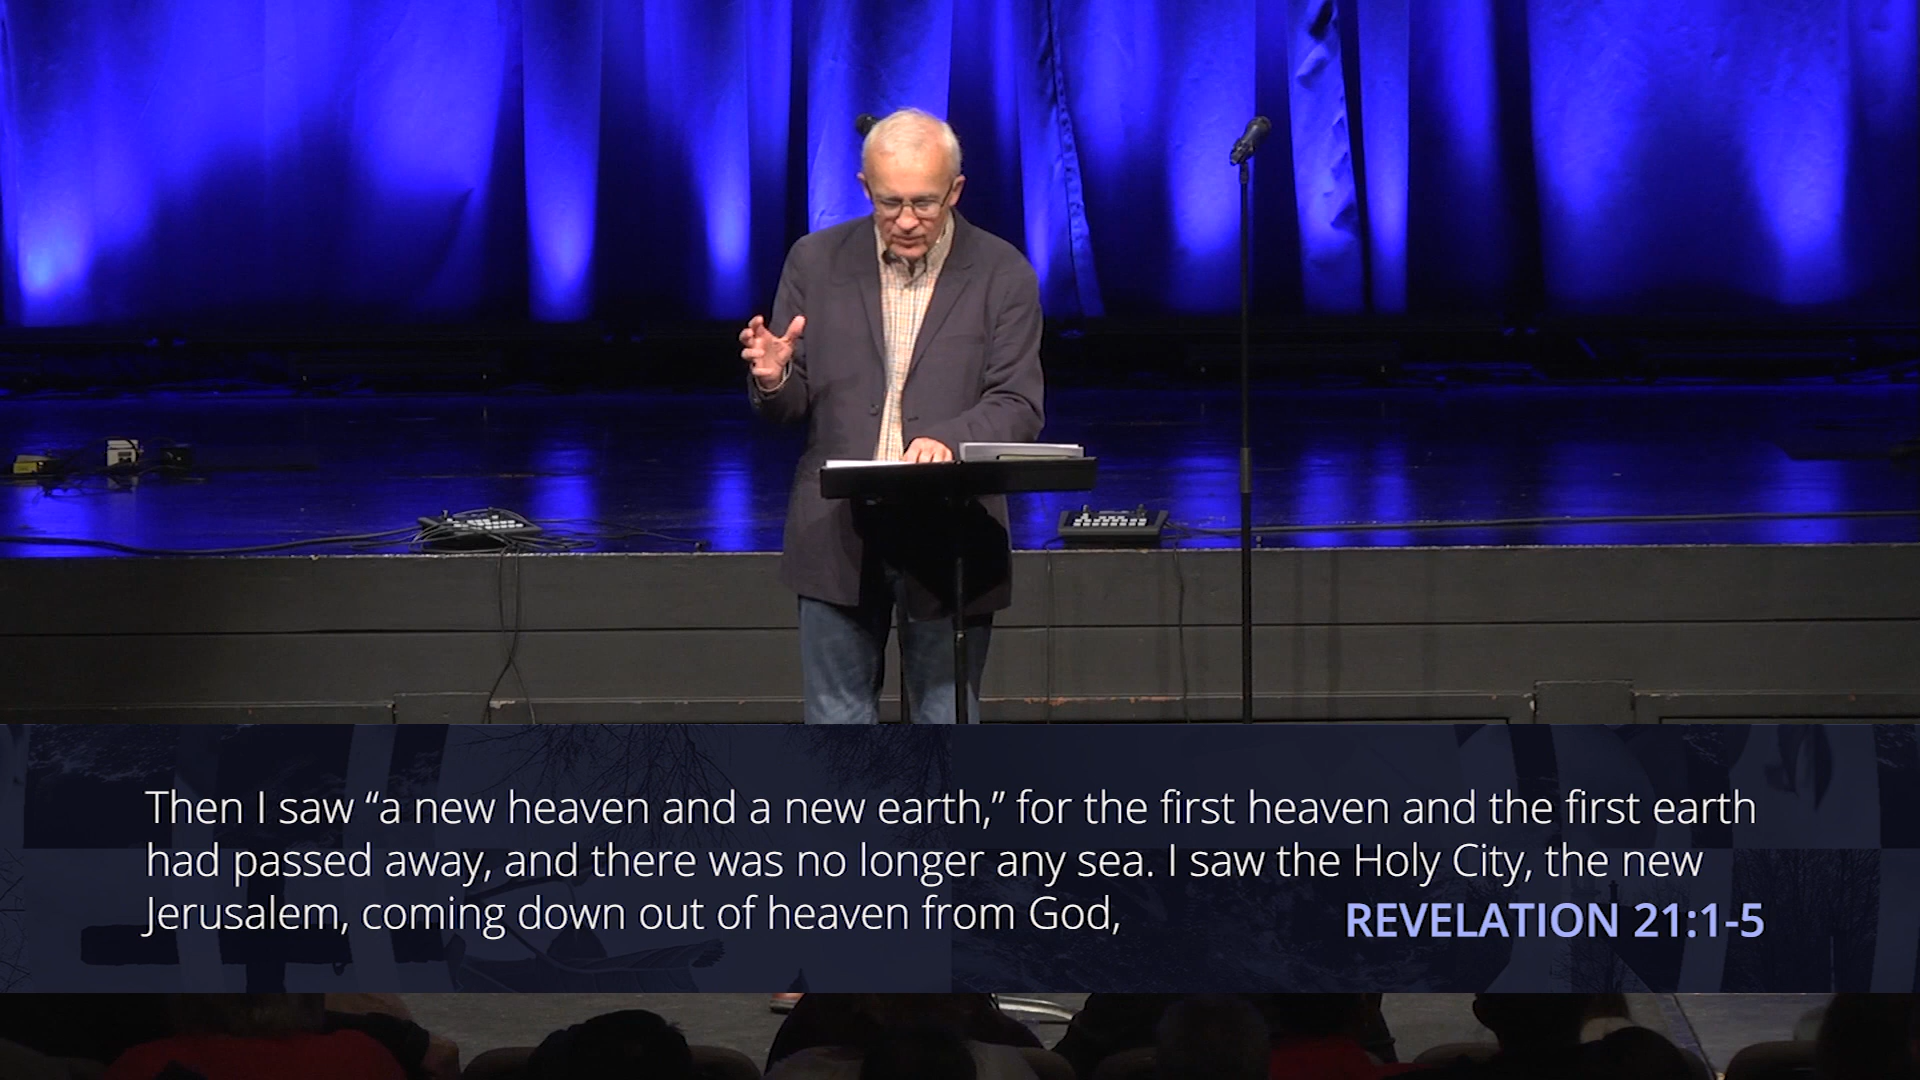 Then I saw “a new heaven and a new earth,” for the first heaven and the first earth
had passed away, and there was no longer any sea. I saw the Holy City, the new
Jerusalem, coming down out of heaven from God,
REVELATION 21:1-5